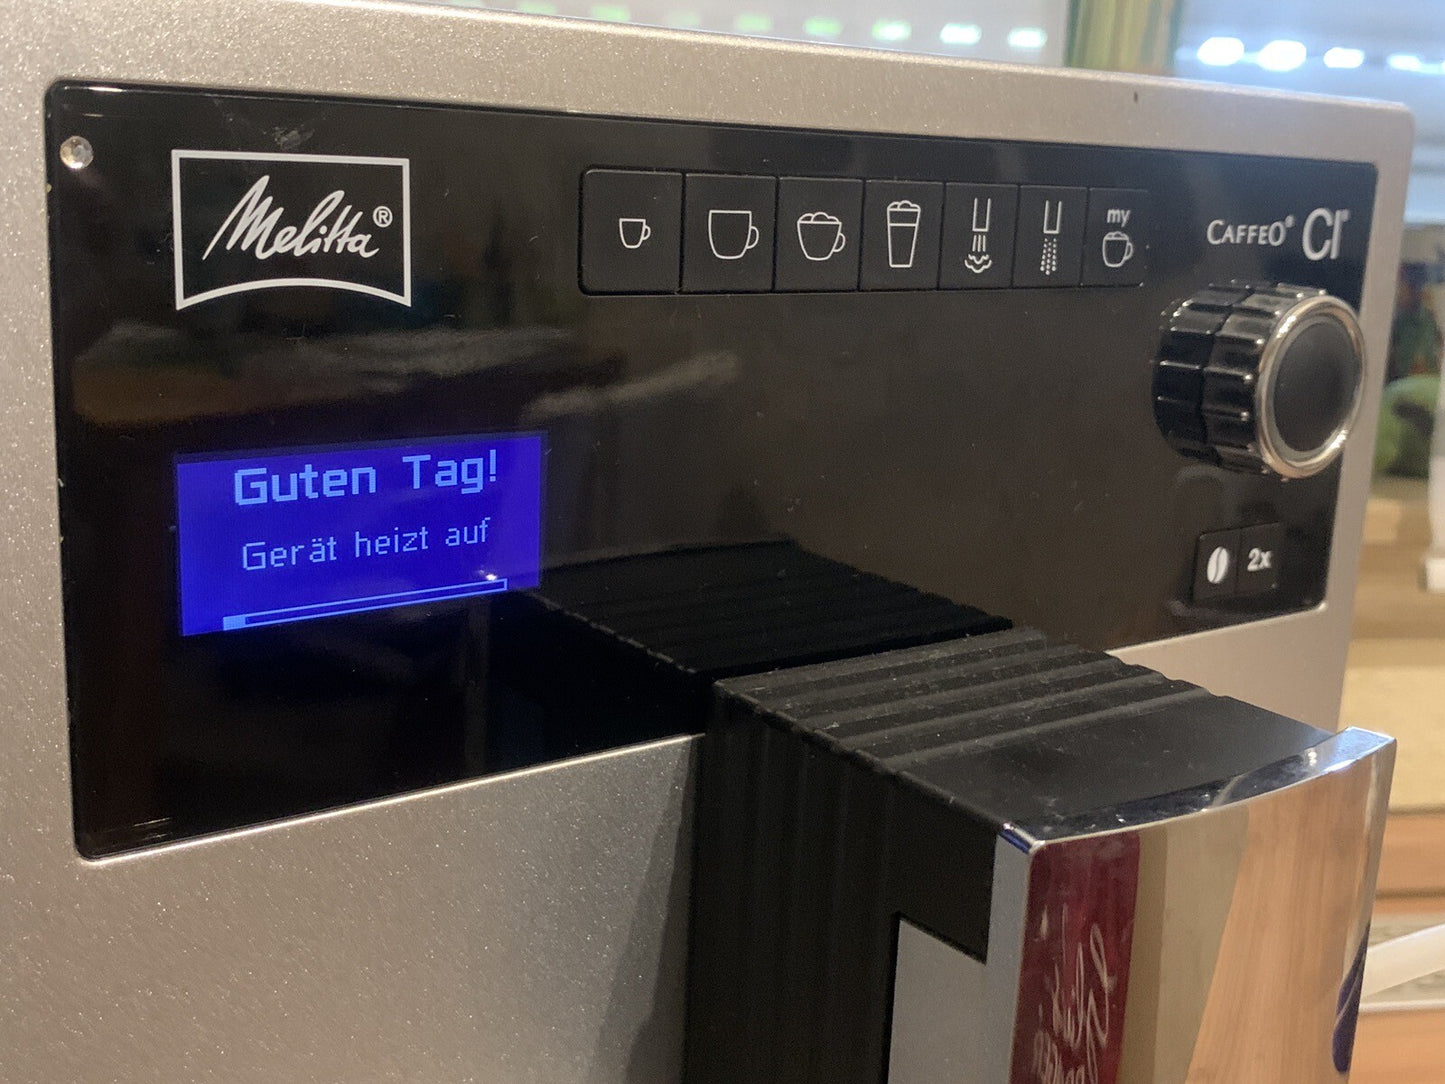 Melitta®
my
CAFFEO® CI®
Guten Tag!
Gerät heizt auf
2x